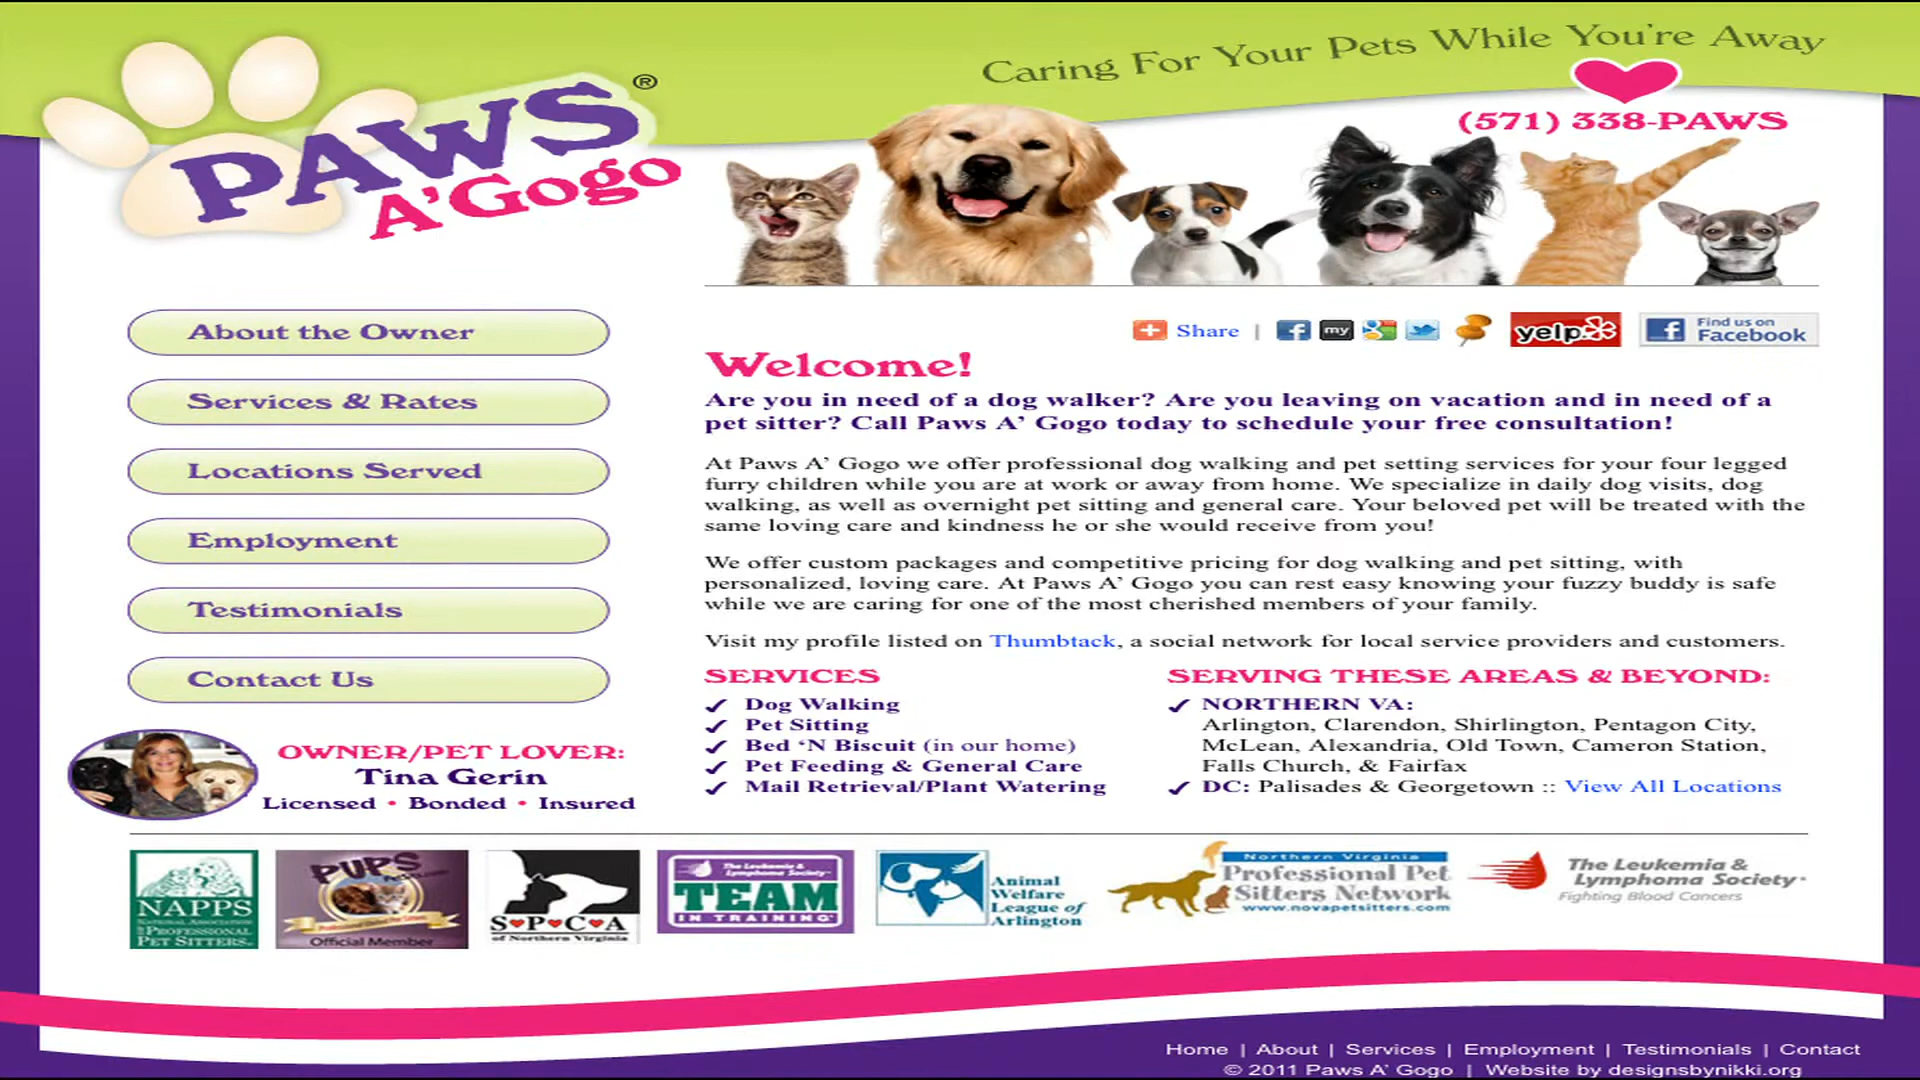 Caring For Your Pets While You're Away
PAWS®
A'Gogo
(571) 338-PAWS
About the Owner
Services & Rates
Locations Served
Employment
Testimonials
Contact Us
OWNER/PET LOVER:
Tina Gerin
Licensed • Bonded • Insured
Share | my yelp Find us on Facebook
Welcome!
Are you in need of a dog walker? Are you leaving on vacation and in need of a
pet sitter? Call Paws A' Gogo today to schedule your free consultation!
At Paws A' Gogo we offer professional dog walking and pet setting services for your four legged
furry children while you are at work or away from home. We specialize in daily dog visits, dog
walking, as well as overnight pet sitting and general care. Your beloved pet will be treated with the
same loving care and kindness he or she would receive from you!
We offer custom packages and competitive pricing for dog walking and pet sitting, with
personalized, loving care. At Paws A' Gogo you can rest easy knowing your fuzzy buddy is safe
while we are caring for one of the most cherished members of your family.
Visit my profile listed on Thumbtack, a social network for local service providers and customers.
SERVICES
Dog Walking
Pet Sitting
Bed 'N Biscuit (in our home)
Pet Feeding & General Care
Mail Retrieval/Plant Watering
SERVING THESE AREAS & BEYOND:
NORTHERN VA:
Arlington, Clarendon, Shirlington, Pentagon City,
McLean, Alexandria, Old Town, Cameron Station,
Falls Church, & Fairfax
DC: Palisades & Georgetown :: View All Locations
NAPPS
NATIONAL ASSOCIATION
OF PROFESSIONAL
PET SITTERS
PUPS
Official Member
S♥P♥C♥A
of Northern Virginia
The Leukemia &
Lymphoma Society
TEAM
IN TRAINING
Animal
Welfare
League of
Arlington
Northern Virginia
Professional Pet
Sitters Network
www.novapetsitters.com
The Leukemia &
Lymphoma Society
Fighting Blood Cancers
Home | About | Services | Employment | Testimonials | Contact
© 2011 Paws A' Gogo | Website by designsbynikki.org